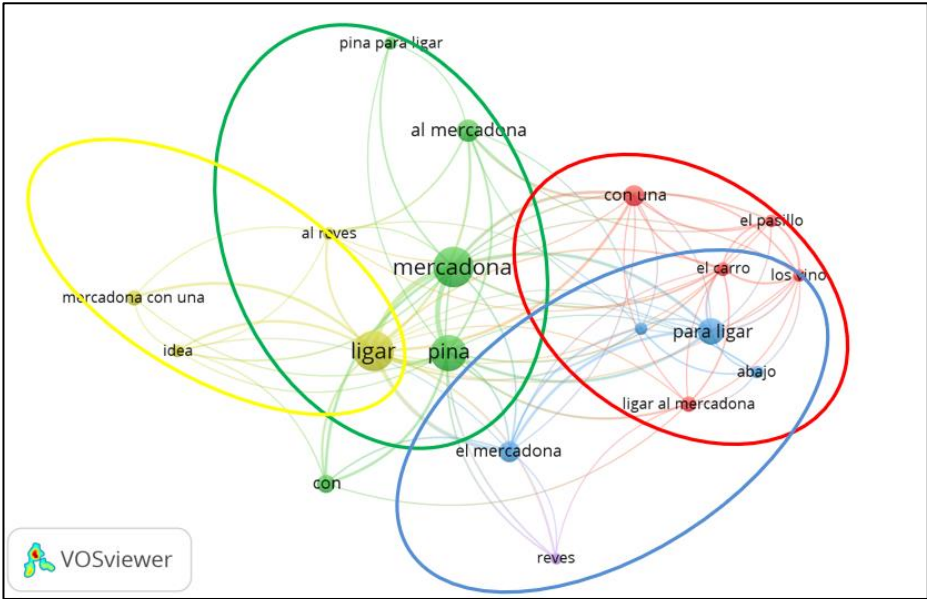 pina para ligar
al mercadona
con una
el pasillo
al reves
mercadona
el carro
los vino
mercadona con una
para ligar
idea
ligar
pina
abajo
ligar al mercadona
el mercadona
con
reves
VOSviewer